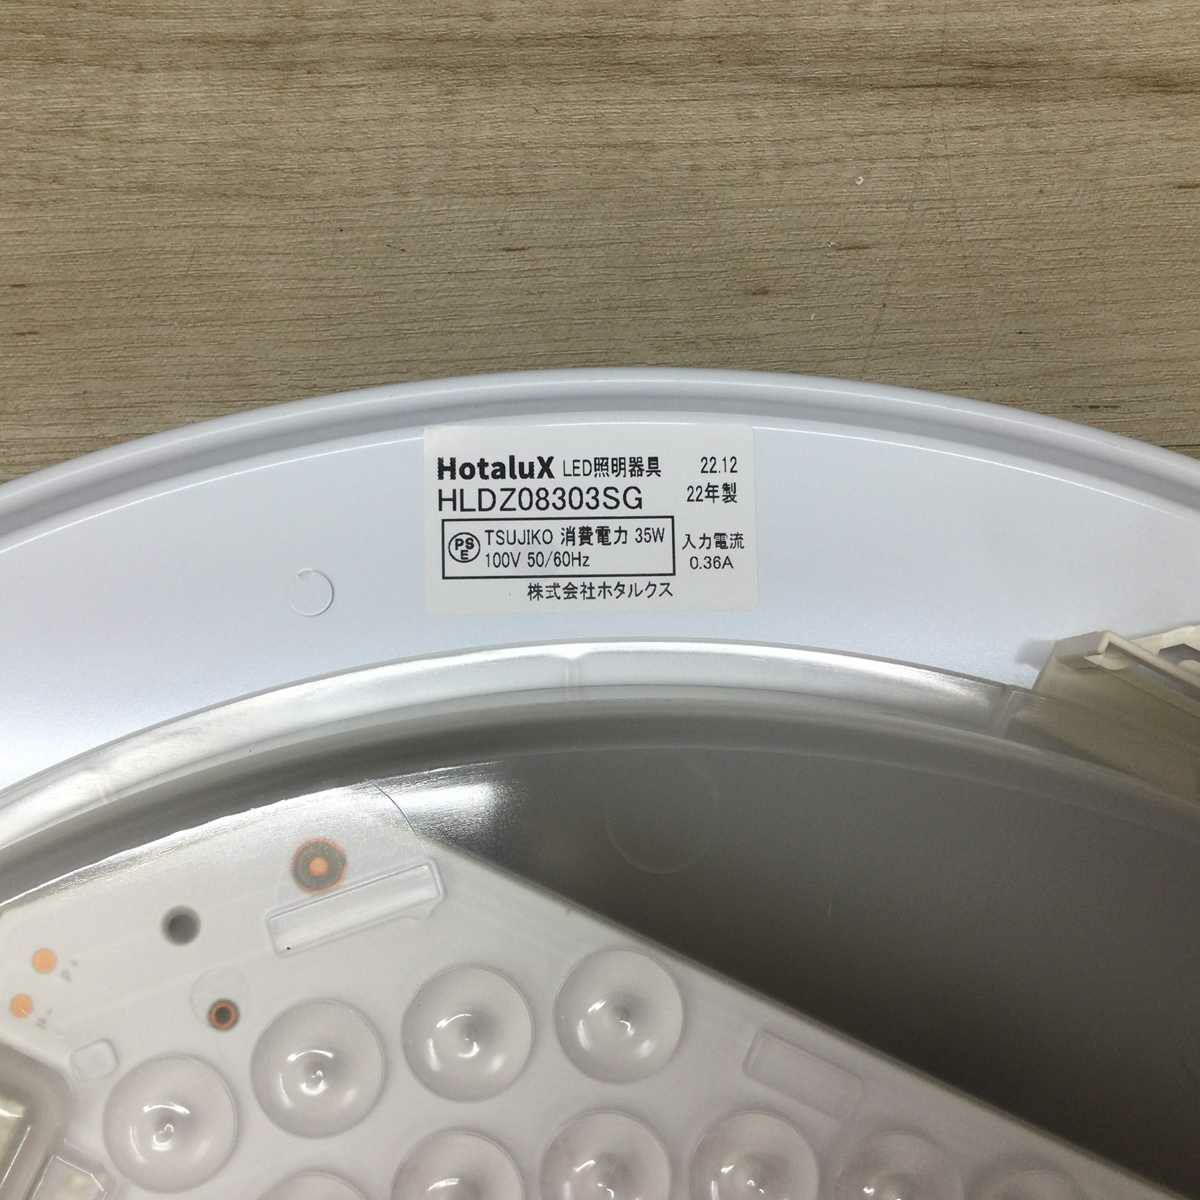 HotaluX LED照明器具 22.12
HLDZ08303SG 22年製
PSE TSUJIKO 消費電力 35W
100V 50/60Hz
入力電流
0.36A
株式会社ホタルクス